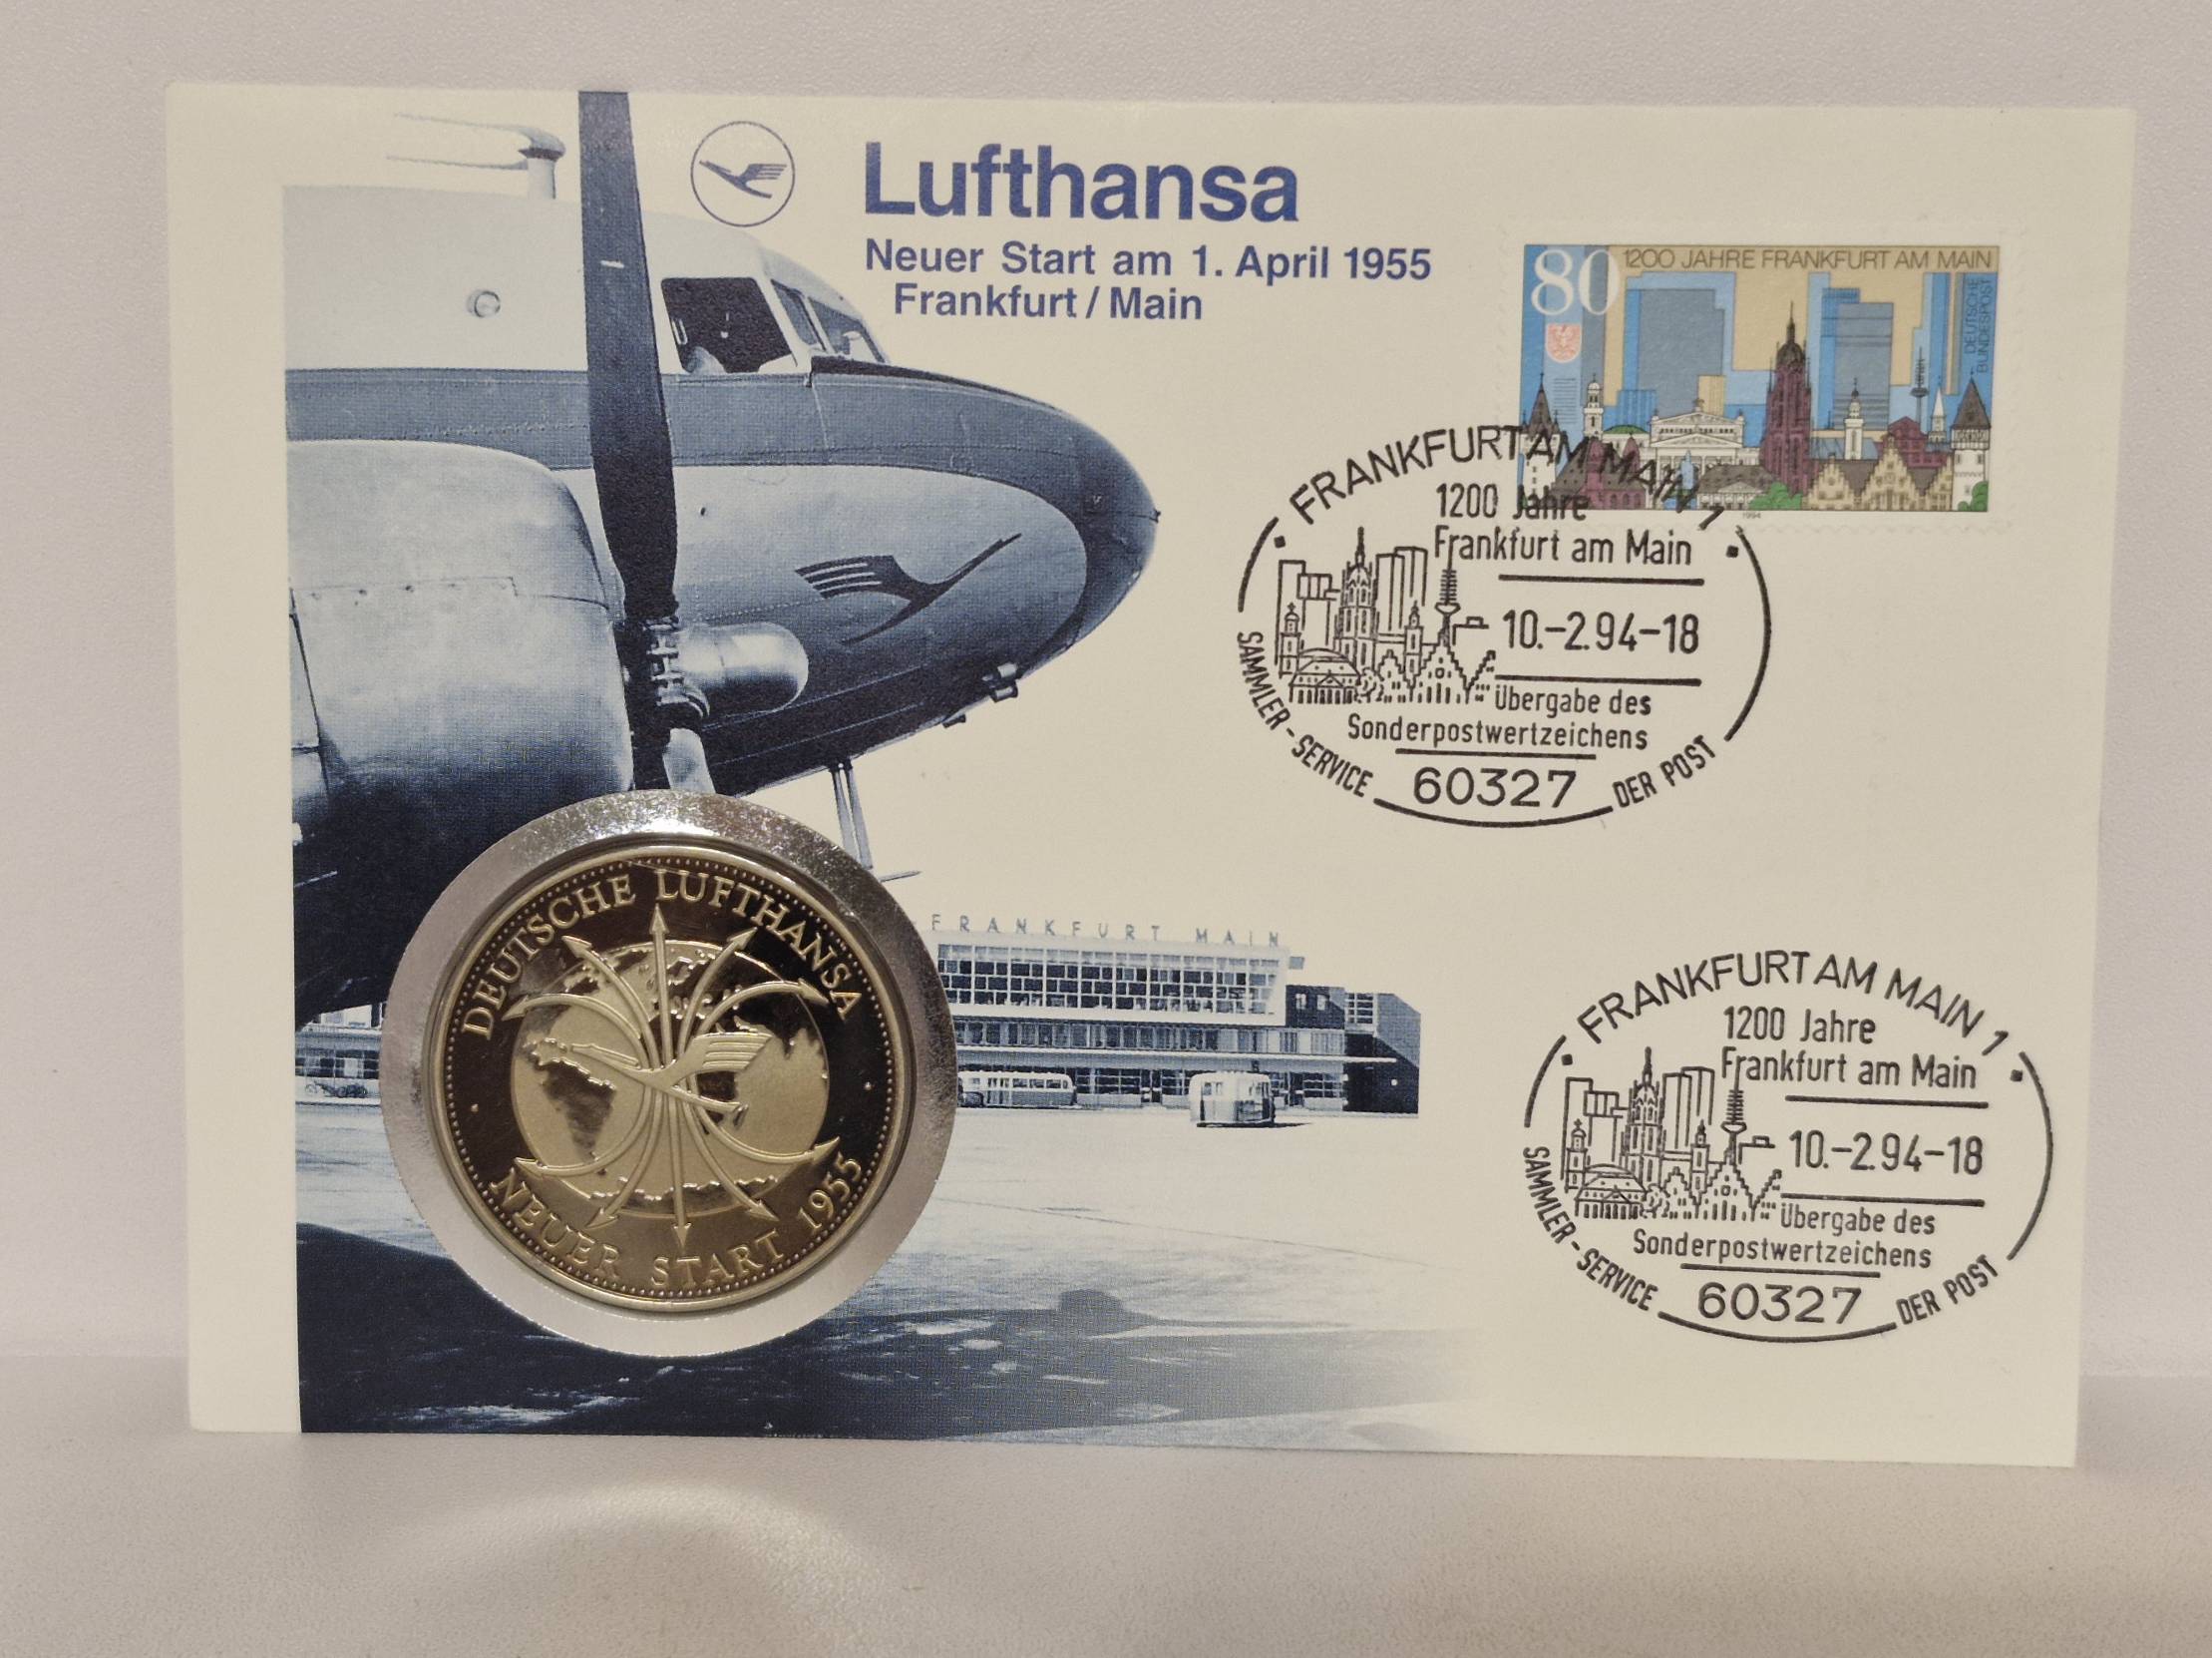 Lufthansa
Neuer Start am 1. April 1955
Frankfurt / Main
80
1200 JAHRE FRANKFURT AM MAIN
DEUTSCHE
BUNDESPOST
1994
FRANKFURT AM MAIN 1
1200 Jahre
Frankfurt am Main
10.-2.94-18
Übergabe des
Sonderpostwertzeichens
60327
SAMMLER-SERVICE DER POST
FRANKFURT MAIN
DEUTSCHE LUFTHANSA
NEUER START 1955
FRANKFURT AM MAIN 1
1200 Jahre
Frankfurt am Main
10.-2.94-18
Übergabe des
Sonderpostwertzeichens
60327
SAMMLER-SERVICE DER POST